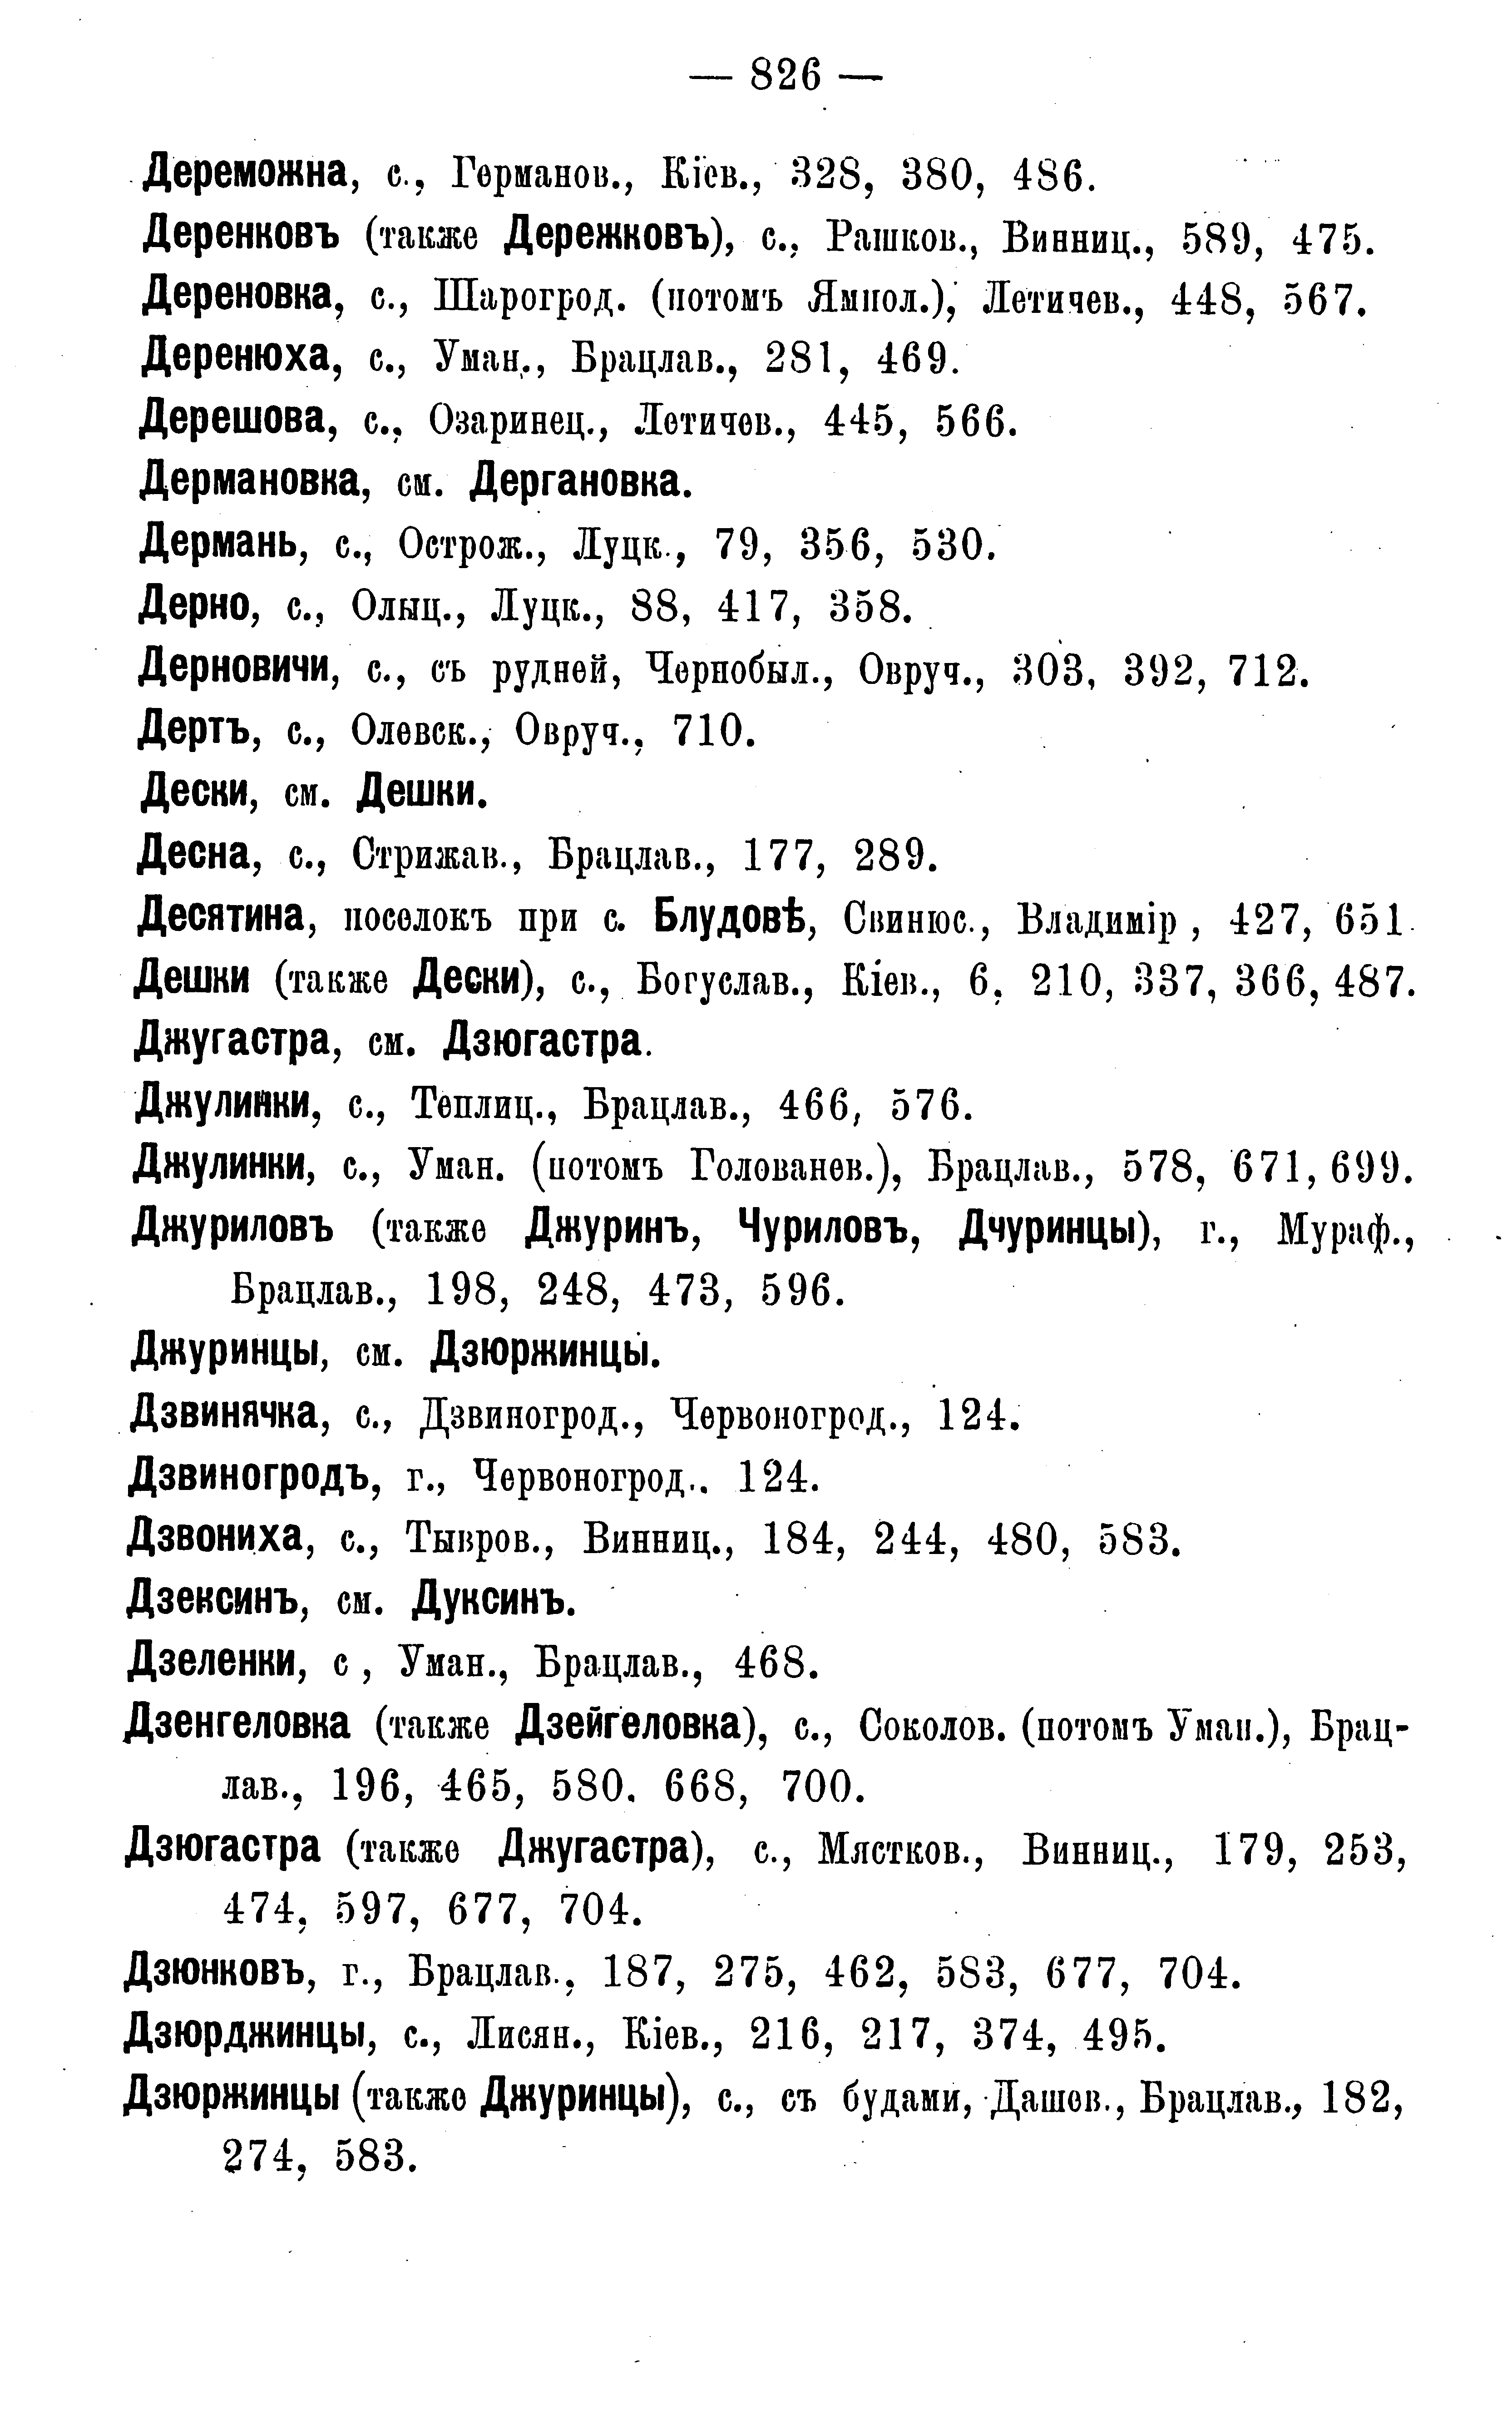 — 826 —
Дереможна, с., Германов., Кіев., 328, 380, 486.
Деренковъ (также Дережковъ), с., Рашков., Винниц., 589, 475.
Дереновка, с., Шарогрод. (потомъ Ямпол.), Летичев., 448, 567.
Деренюха, с., Уман., Брацлав., 281, 469.
Дерешова, с., Озаринец., Летичев., 445, 566.
Дермановка, см. Дергановка.
Дермань, с., Острож., Луцк., 79, 356, 530.
Дерно, с., Олыц., Луцк., 88, 417, 358.
Дерновичи, с., съ рудней, Чернобыл., Овруч., 303, 392, 712.
Дертъ, с., Олевск., Овруч., 710.
Дески, см. Дешки.
Десна, с., Стрижав., Брацлав., 177, 289.
Десятина, поселокъ при с. Блудовѣ, Свинюс., Владимір , 427, 651
Дешки (также Дески), с., Богуслав., Кіев., 6, 210, 337, 366, 487.
Джугастра, см. Дзюгастра.
Джулинки, с., Теплиц., Брацлав., 466, 576.
Джулинки, с., Уман. (потомъ Голованев.), Брацлав., 578, 671, 699.
Джуриловъ (также Джуринъ, Чуриловъ, Дчуринцы), г., Мураф.,
Брацлав., 198, 248, 473, 596.
Джуринцы, см. Дзюржинцы.
Дзвинячка, с., Дзвиногрод., Червоногрод., 124.
Дзвиногродъ, г., Червоногрод.. 124.
Дзвониха, с., Тывров., Винниц., 184, 244, 480, 583.
Дзексинъ, см. Дуксинъ.
Дзеленки, с , Уман., Брацлав., 468.
Дзенгеловка (также Дзейгеловка), с., Соколов. (потомъ Уман.), Брац-
лав., 196, 465, 580. 668, 700.
Дзюгастра (также Джугастра), с., Мястков., Винниц., 179, 253,
474, 597, 677, 704.
Дзюнковъ, г., Брацлав., 187, 275, 462, 583, 677, 704.
Дзюрджинцы, с., Лисян., Кіев., 216, 217, 374, 495.
Дзюржинцы (также Джуринцы), с., съ будами, Дашев., Брацлав., 182,
274, 583.